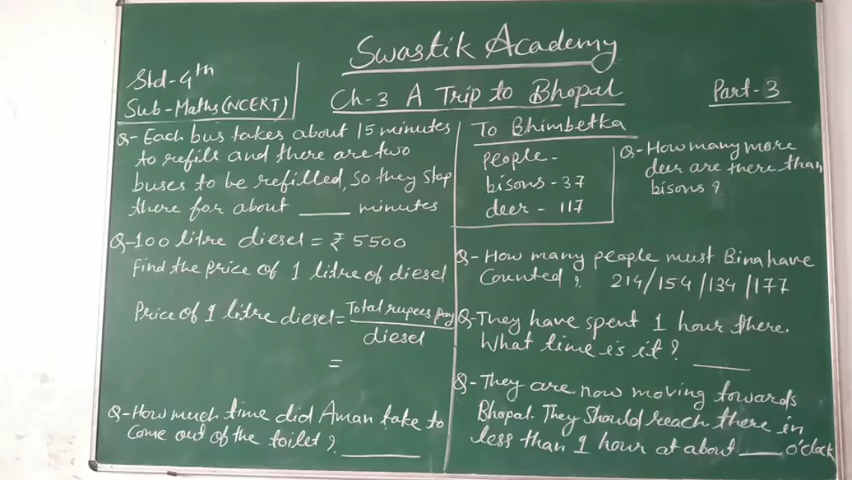 Swastik Academy
Std-4th
Sub-Maths(NCERT)
Ch-3 A Trip to Bhopal
Part-3
Q-Each bus takes about 15 minutes
to refill and there are two
buses to be refilled, so they stop
there for about ____ minutes
Q-100 litre diesel = ₹ 5500
Find the price of 1 litre of diesel
Price of 1 litre diesel = Total rupees pay
diesel
=
Q-How much time did Aman take to
come out of the toilet? ____
To Bhimbetka
people-
bisons-37
deer - 117
Q-How many more
deer are there than
bisons?
Q-How many people must Bina have
Counted? 214/154/134/177
Q-They have spent 1 hour there.
What time is it? ____
Q-They are now moving towards
Bhopal. They Should reach there in
less than 1 hour at about ____ o'clock